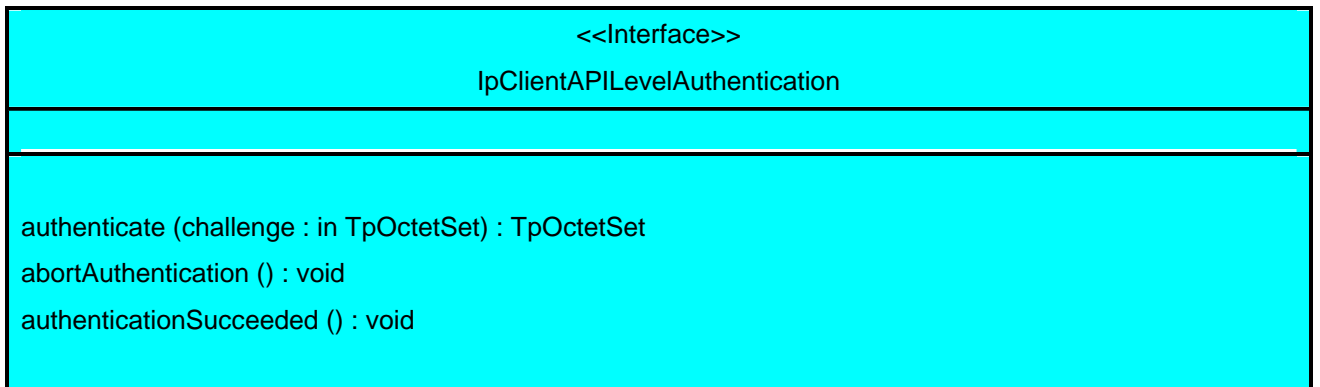 <<Interface>>
IpClientAPILevelAuthentication
authenticate (challenge : in TpOctetSet) : TpOctetSet
abortAuthentication () : void
authenticationSucceeded () : void